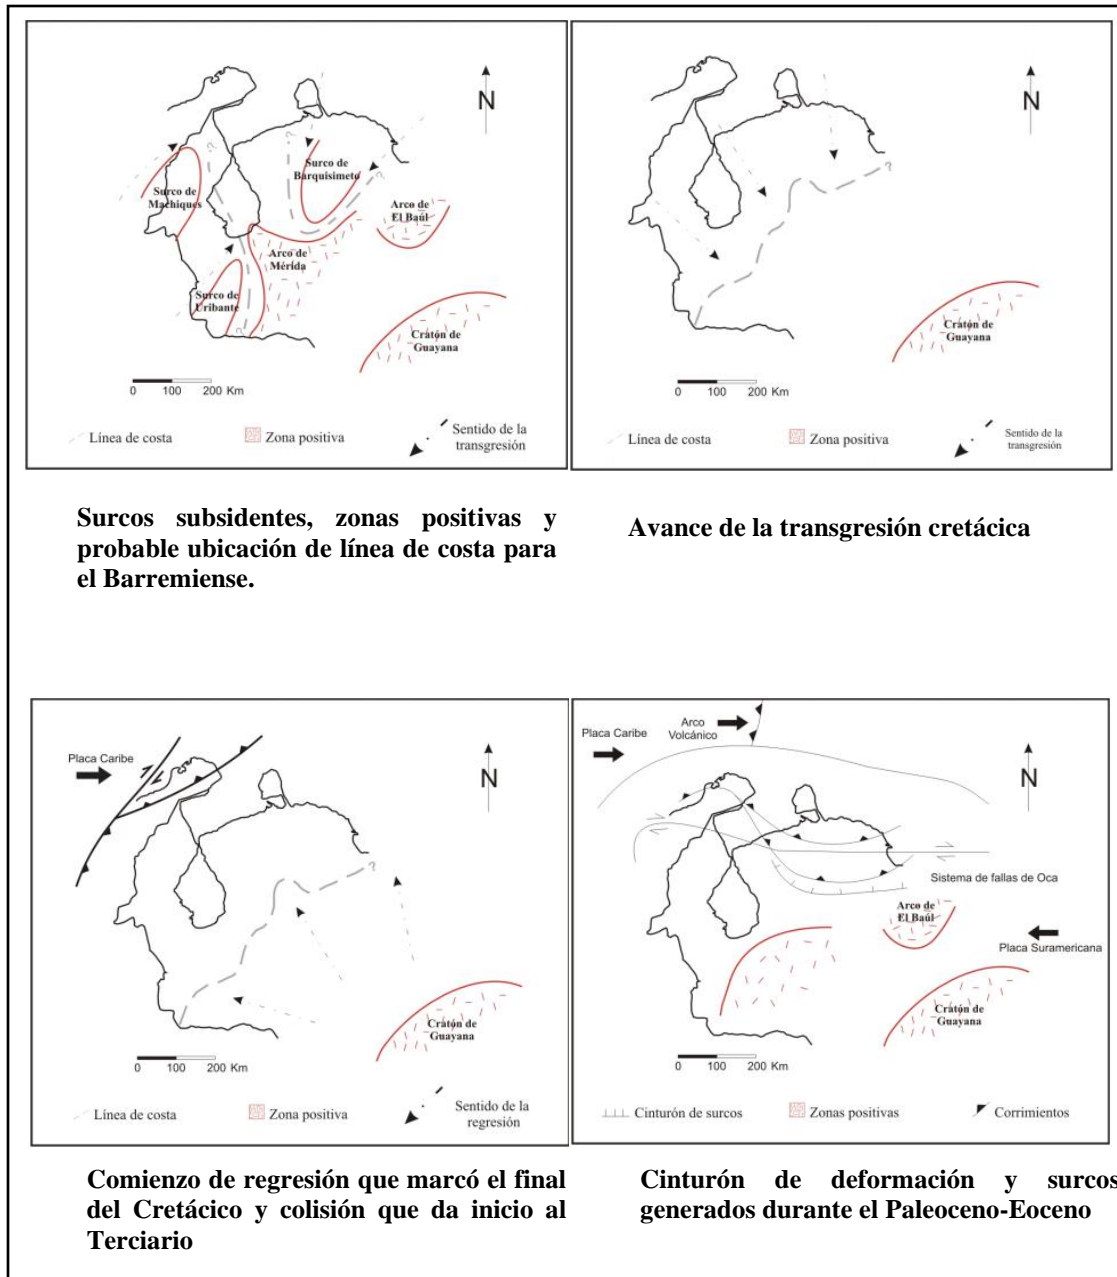 N
Surco de
Barquisimeto
Surco de
Machiques
Arco de
El Baúl
Arco de
Mérida
Surco de
Uribante
Cratón de
Guayana
?
?
?
?
0 100 200 Km
Línea de costa
Zona positiva
Sentido de la
transgresión
Surcos subsidentes, zonas positivas y
probable ubicación de línea de costa para
el Barremiense.
N
?
Cratón de
Guayana
0 100 200 Km
Línea de costa
Zona positiva
Sentido de la
transgresión
Avance de la transgresión cretácica
Placa Caribe
N
?
Cratón de
Guayana
0 100 200 Km
Línea de costa
Zona positiva
Sentido de la
regresión
Comienzo de regresión que marcó el final
del Cretácico y colisión que da inicio al
Terciario
Placa Caribe
Arco
Volcánico
N
Sistema de fallas de Oca
Arco de
El Baúl
Placa Suramericana
Cratón de
Guayana
0 100 200 Km
Cinturón de surcos
Zonas positivas
Corrimientos
Cinturón de deformación y surcos
generados durante el Paleoceno-Eoceno